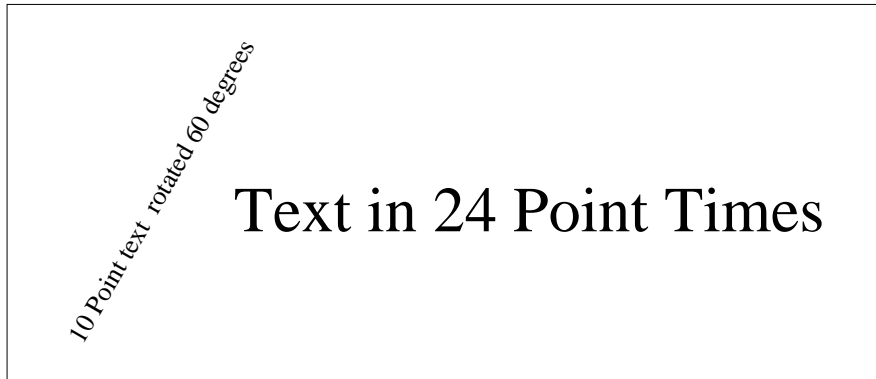 10 Point text  rotated 60 degrees
Text in 24 Point Times